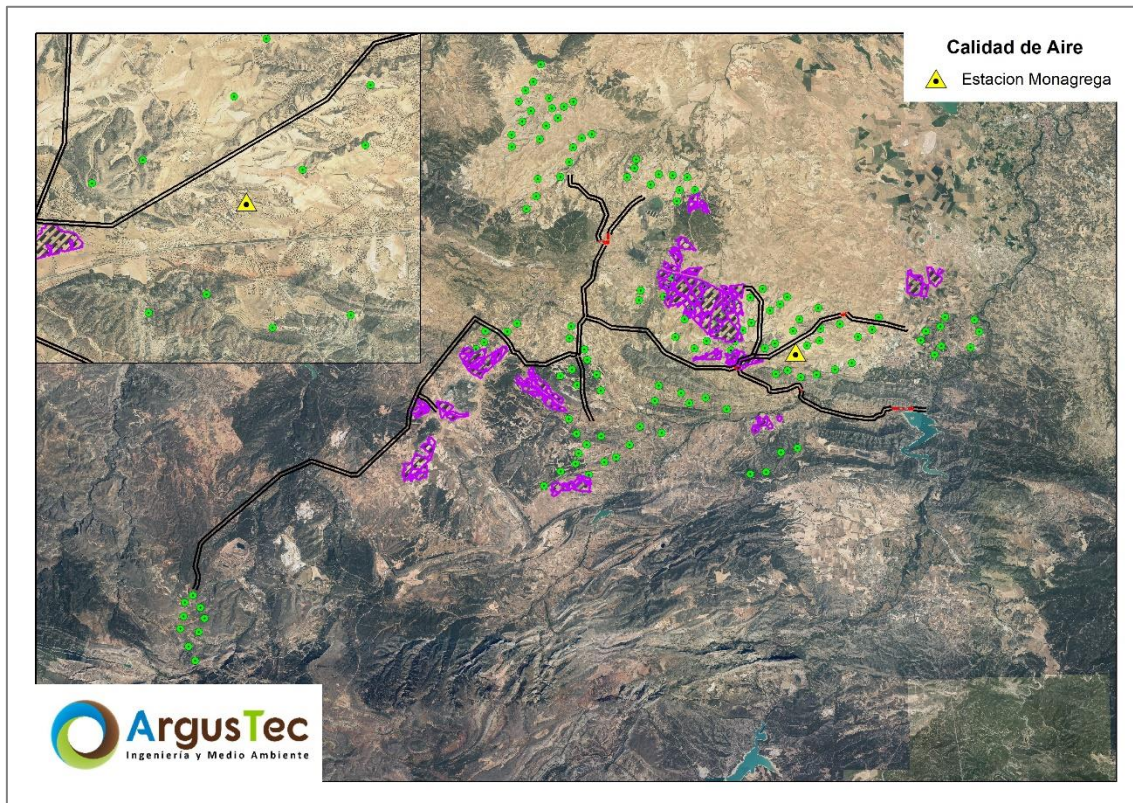 Calidad de Aire
Estacion Monagrega
ArgusTec
Ingeniería y Medio Ambiente